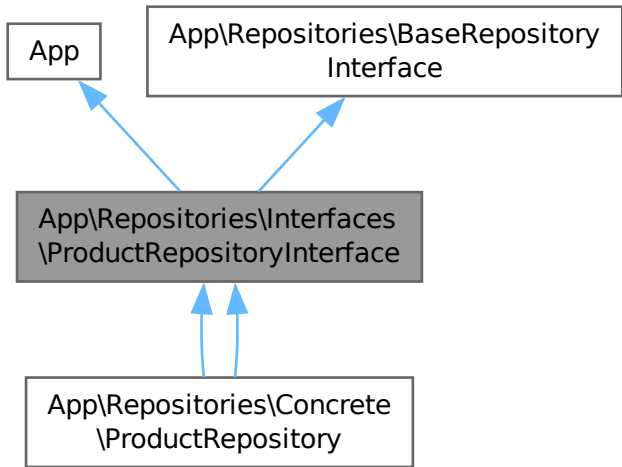 App
App\Repositories\BaseRepository
Interface
App\Repositories\Interfaces
\ProductRepositoryInterface
App\Repositories\Concrete
\ProductRepository